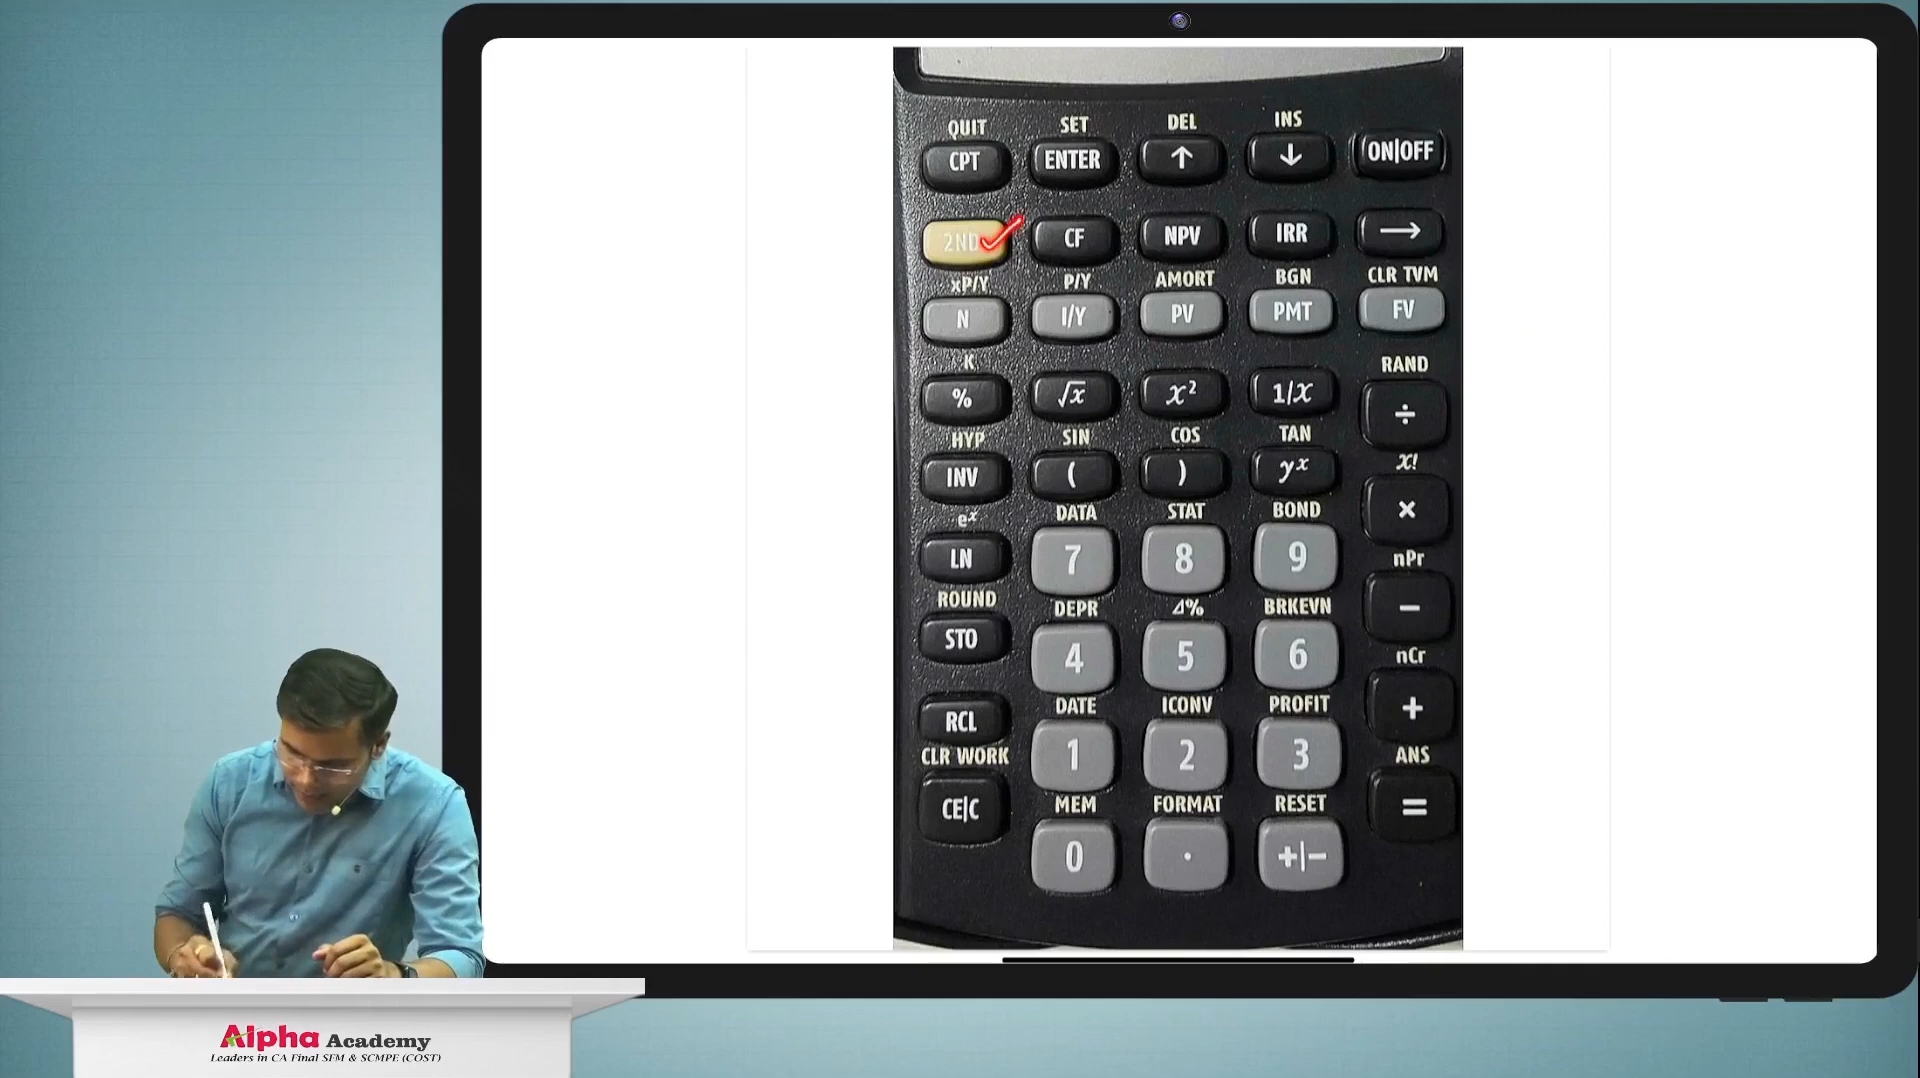 QUIT SET DEL INS
CPT ENTER ↑ ↓ ON|OFF
2ND CF NPV IRR →
xP/Y P/Y AMORT BGN CLR TVM
N I/Y PV PMT FV
K RAND
% √x x² 1/x ÷
HYP SIN COS TAN x!
INV ( ) yˣ ×
eˣ DATA STAT BOND nPr
LN 7 8 9 −
ROUND DEPR Δ% BRKEVN nCr
STO 4 5 6 +
DATE ICONV PROFIT
RCL 1 2 3
CLR WORK ANS
CE|C =
MEM FORMAT RESET
0 . +|−
Alpha Academy
Leaders in CA Final SFM & SCMPE (COST)